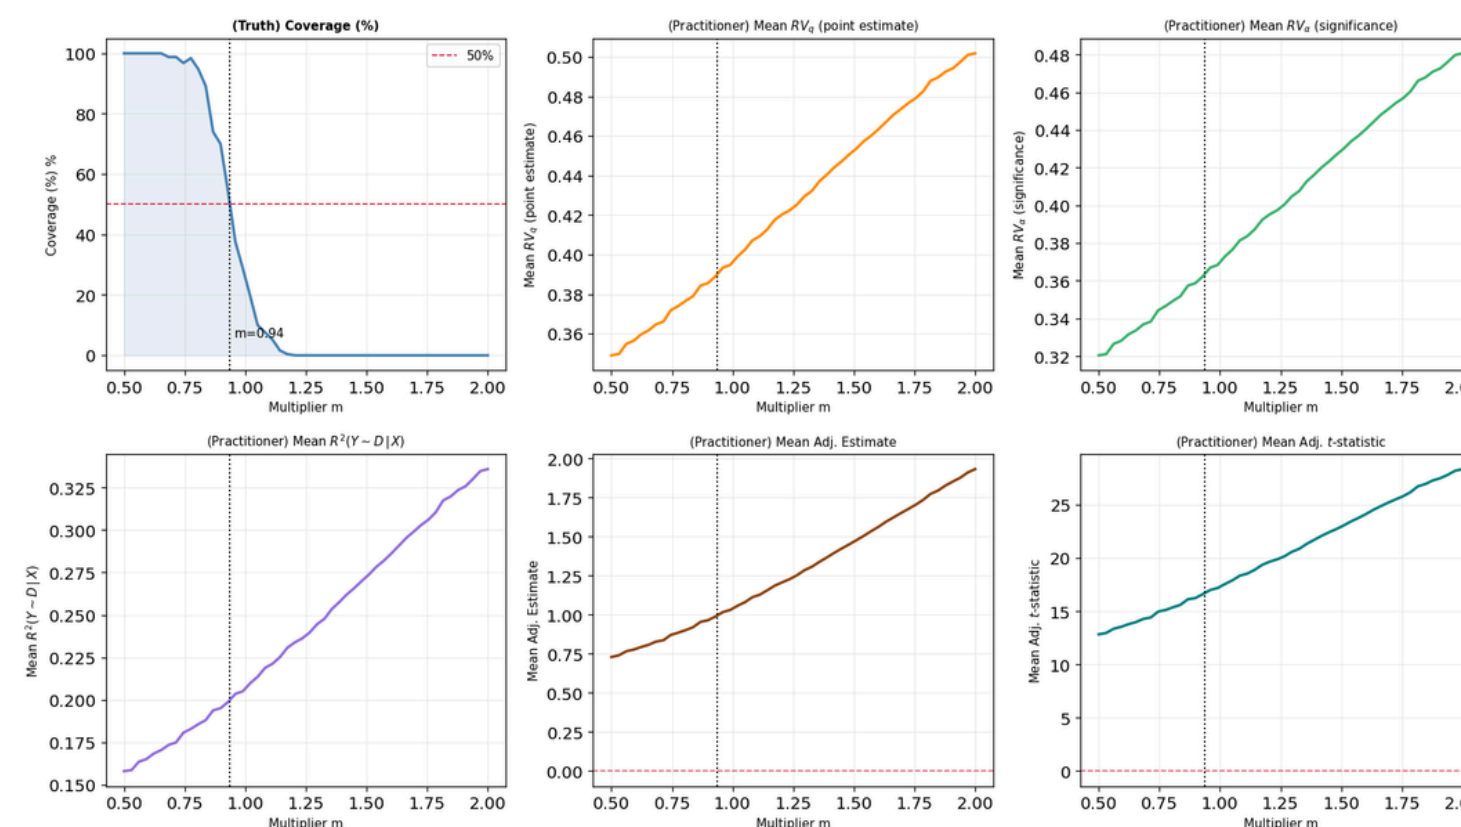 (Truth) Coverage (%)
Coverage (%) %
100
80
60
40
20
0
50%
m=0.94
0.50 0.75 1.00 1.25 1.50 1.75 2.00
Multiplier m
(Practitioner) Mean RV_q (point estimate)
Mean RV_q (point estimate)
0.50
0.48
0.46
0.44
0.42
0.40
0.38
0.36
0.50 0.75 1.00 1.25 1.50 1.75 2.00
Multiplier m
(Practitioner) Mean RV_α (significance)
Mean RV_α (significance)
0.48
0.46
0.44
0.42
0.40
0.38
0.36
0.34
0.32
0.50 0.75 1.00 1.25 1.50 1.75 2.0
Multiplier m
(Practitioner) Mean R²(Y ~ D | X)
Mean R²(Y ~ D | X)
0.325
0.300
0.275
0.250
0.225
0.200
0.175
0.150
0.50 0.75 1.00 1.25 1.50 1.75 2.00
Multiplier m
(Practitioner) Mean Adj. Estimate
Mean Adj. Estimate
2.00
1.75
1.50
1.25
1.00
0.75
0.50
0.25
0.00
0.50 0.75 1.00 1.25 1.50 1.75 2.00
Multiplier m
(Practitioner) Mean Adj. t-statistic
Mean Adj. t-statistic
25
20
15
10
5
0
0.50 0.75 1.00 1.25 1.50 1.75 2.0
Multiplier m